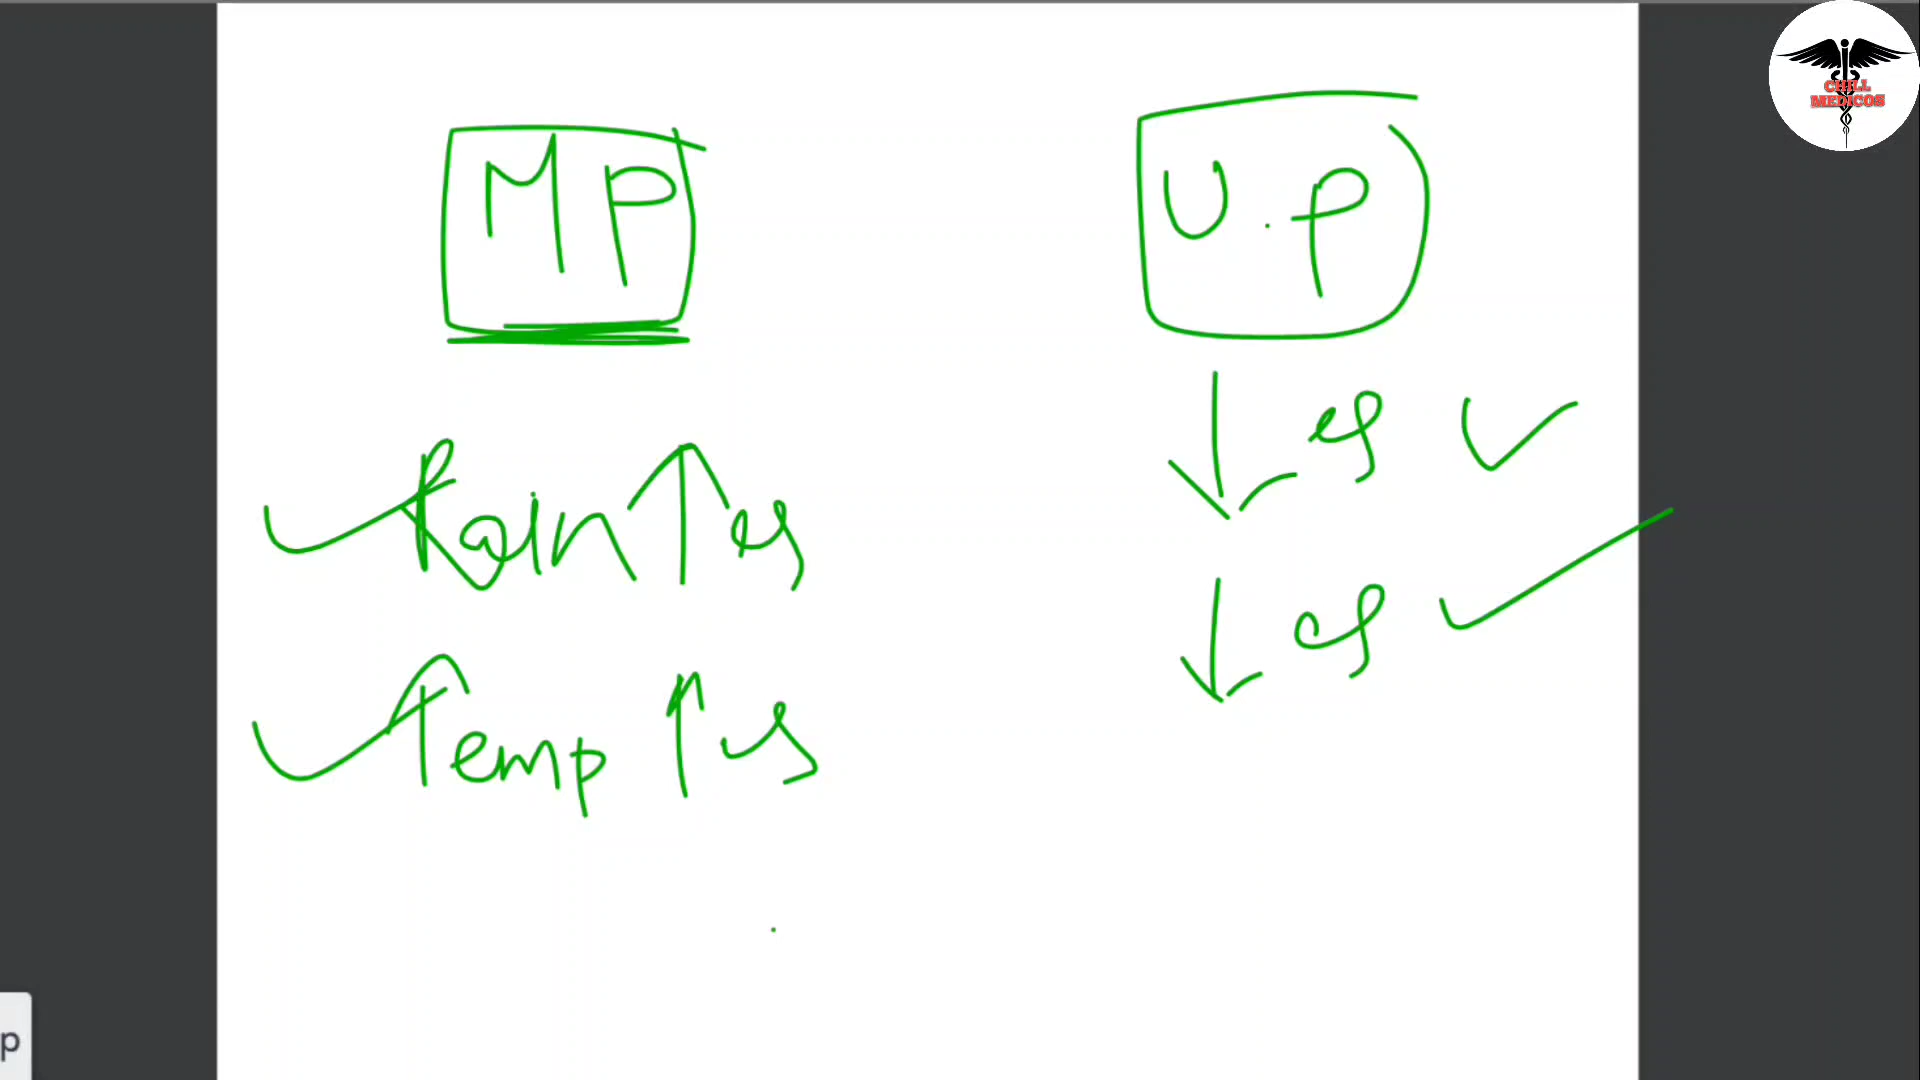 MP U.P
Rain ↑es ↓es ✓
Temp ↑es ↓es ✓
CHILL
MEDICOS
p